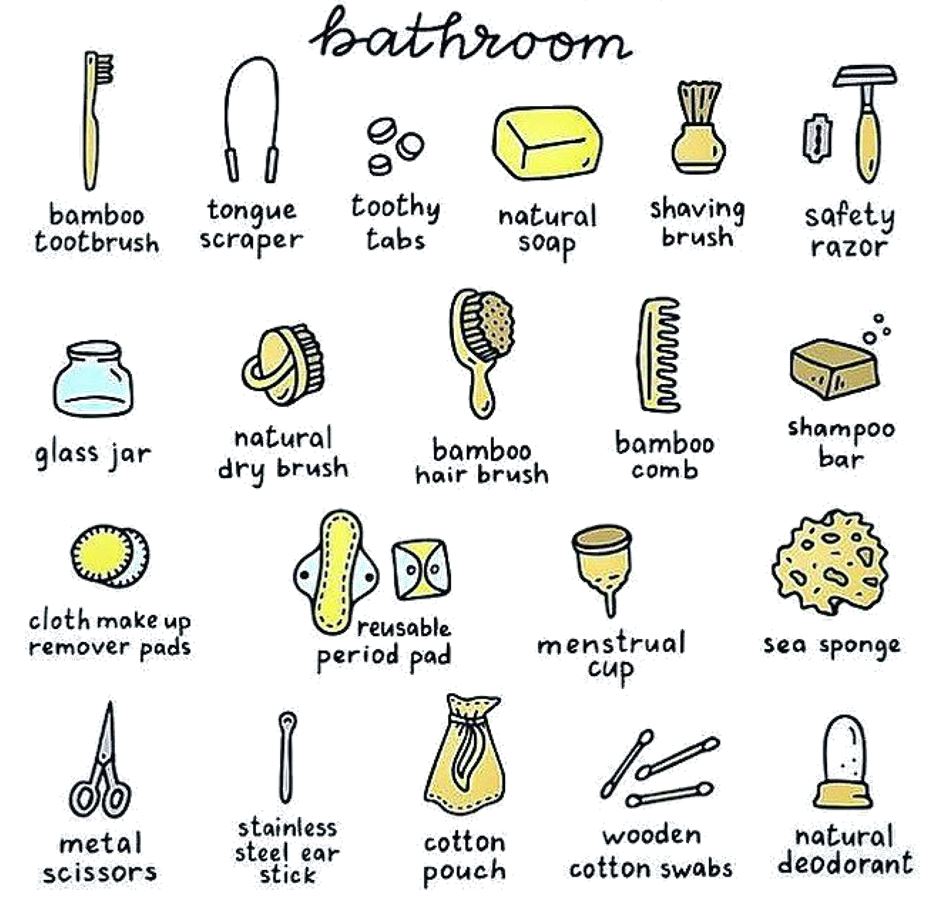 bathroom
bamboo
tootbrush
tongue
scraper
toothy
tabs
natural
soap
shaving
brush
safety
razor
glass jar
natural
dry brush
bamboo
hair brush
bamboo
comb
shampoo
bar
cloth make up
remover pads
reusable
period pad
menstrual
cup
sea sponge
metal
scissors
stainless
steel ear
stick
cotton
pouch
wooden
cotton swabs
natural
deodorant